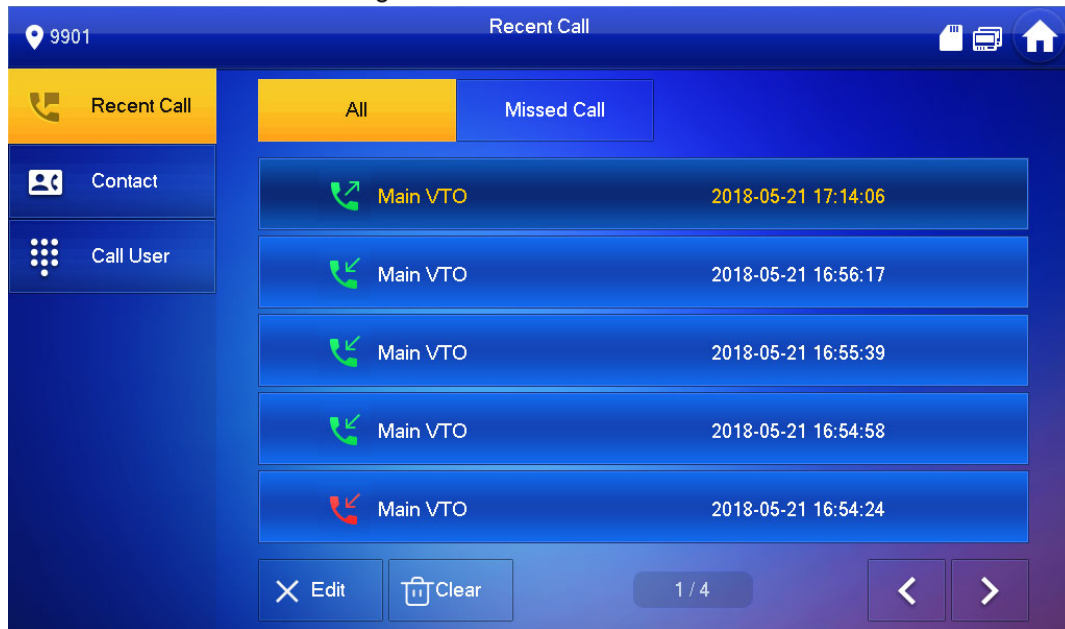 9901
Recent Call
Recent Call
All
Missed Call
Contact
Call User
Main VTO 2018-05-21 17:14:06
Main VTO 2018-05-21 16:56:17
Main VTO 2018-05-21 16:55:39
Main VTO 2018-05-21 16:54:58
Main VTO 2018-05-21 16:54:24
Edit
Clear
1 / 4